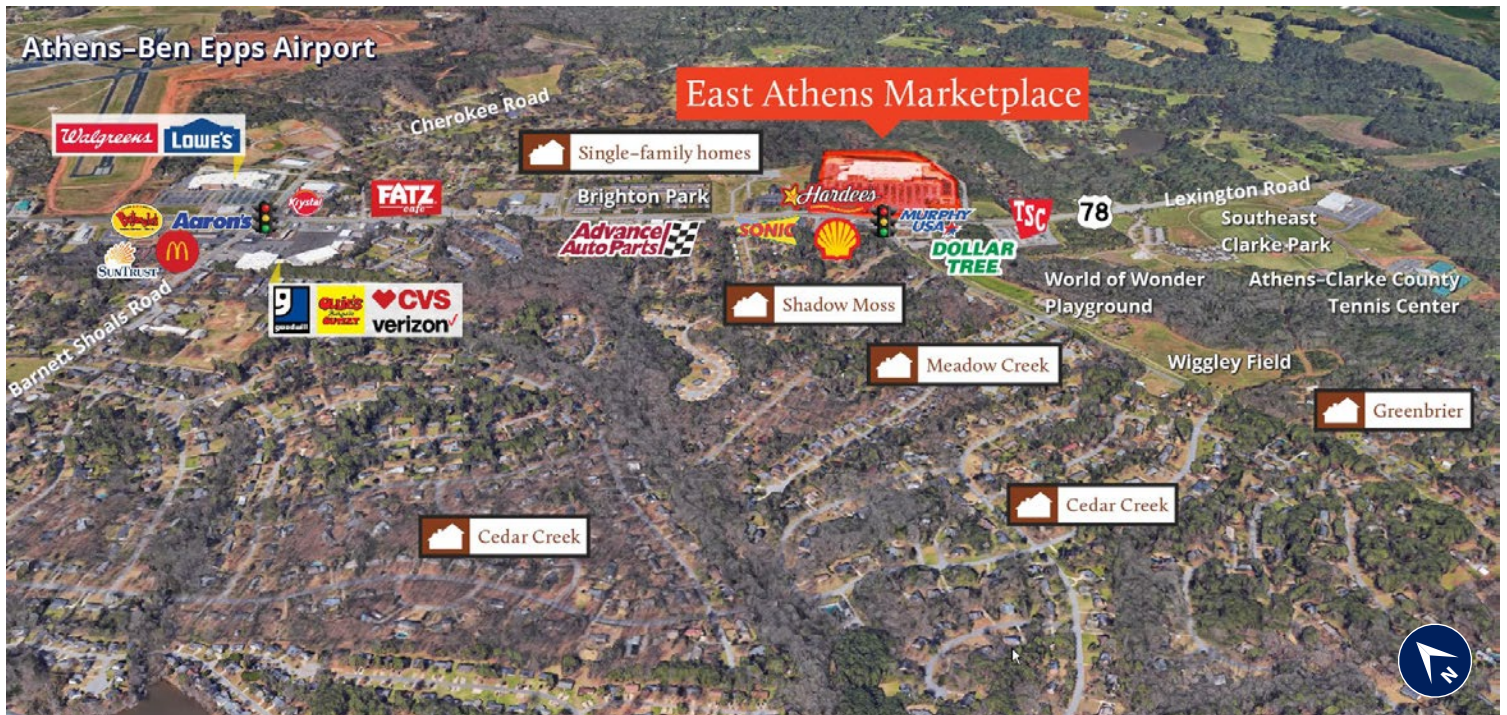 Athens–Ben Epps Airport
East Athens Marketplace
Cherokee Road
Walgreens
LOWE'S
Single–family homes
Krystal
FATZ
cafe
Brighton Park
Hardee's
Lexington Road
Bojangles
Aaron's
Advance
Auto Parts
SONIC
MURPHY
USA
TSC
78
Southeast
Clarke Park
SUNTRUST
M
DOLLAR
TREE
World of Wonder
Playground
Athens–Clarke County
Tennis Center
Barnett Shoals Road
goodwill
Ollie's
OUTLET
CVS
verizon
Shadow Moss
Meadow Creek
Wiggley Field
Greenbrier
Cedar Creek
Cedar Creek
N